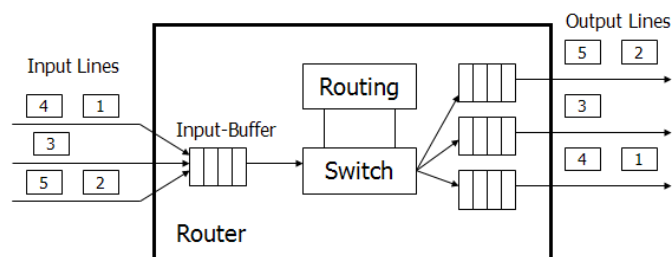 Input Lines
4 1
3
5 2
Input-Buffer
Routing
Switch
Router
Output Lines
5 2
3
4 1